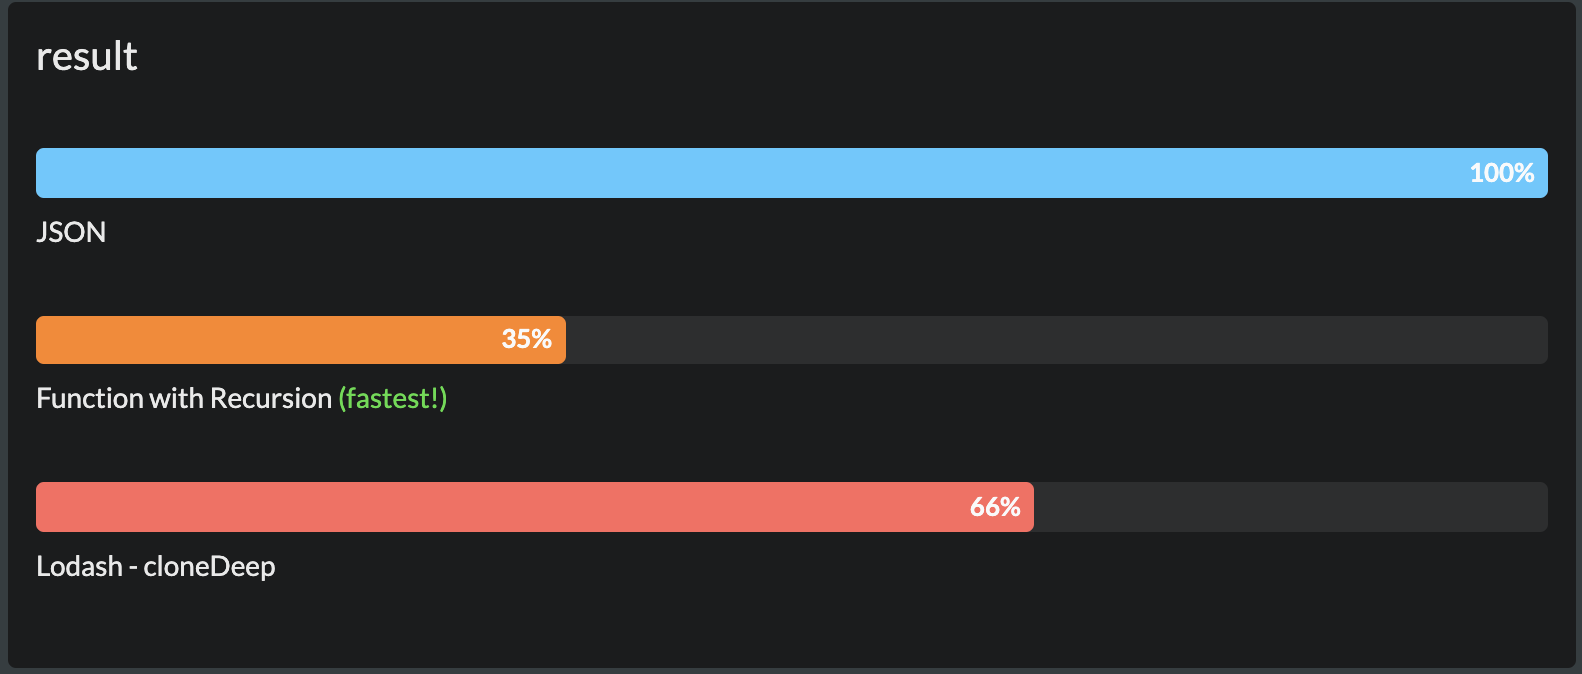 result
100%
JSON
35%
Function with Recursion (fastest!)
66%
Lodash - cloneDeep